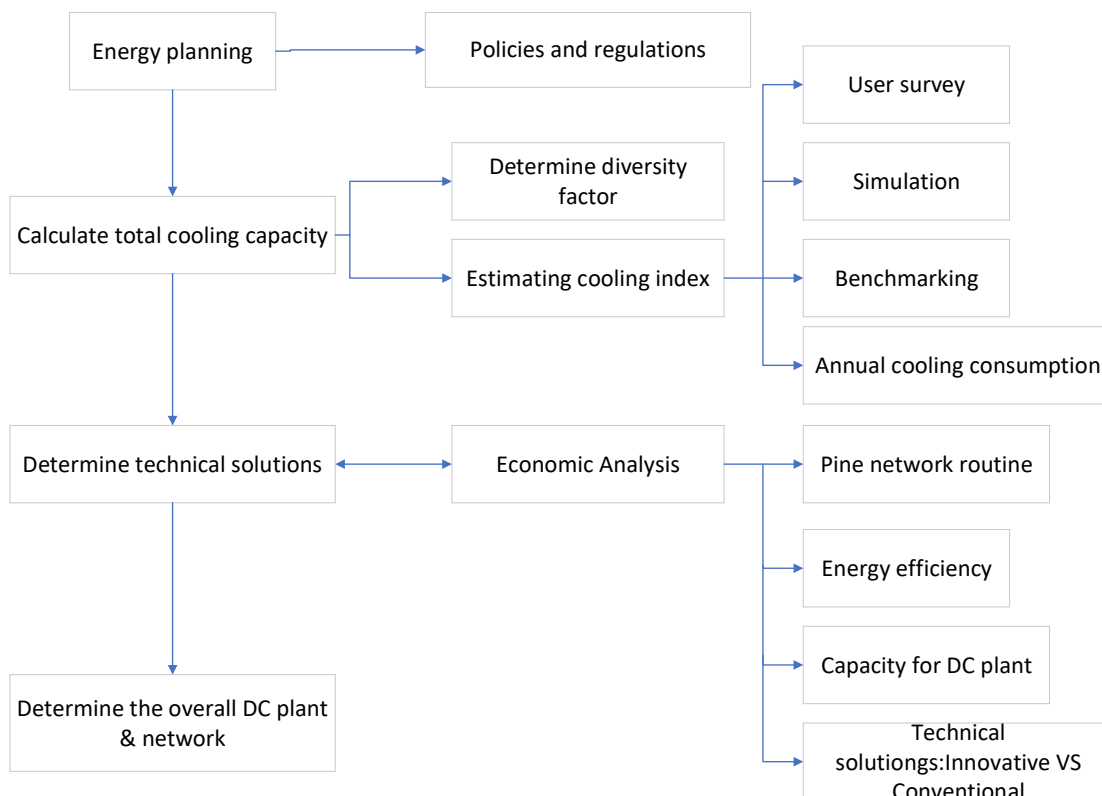 Energy planning
Policies and regulations
User survey
Determine diversity
factor
Simulation
Calculate total cooling capacity
Estimating cooling index
Benchmarking
Annual cooling consumption
Determine technical solutions
Economic Analysis
Pine network routine
Energy efficiency
Capacity for DC plant
Determine the overall DC plant
& network
Technical
solutiongs:Innovative VS
Conventional